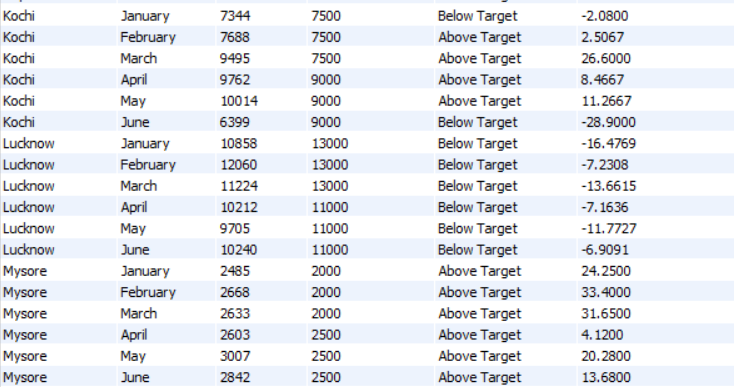 Kochi January 7344 7500 Below Target -2.0800
Kochi February 7688 7500 Above Target 2.5067
Kochi March 9495 7500 Above Target 26.6000
Kochi April 9762 9000 Above Target 8.4667
Kochi May 10014 9000 Above Target 11.2667
Kochi June 6399 9000 Below Target -28.9000
Lucknow January 10858 13000 Below Target -16.4769
Lucknow February 12060 13000 Below Target -7.2308
Lucknow March 11224 13000 Below Target -13.6615
Lucknow April 10212 11000 Below Target -7.1636
Lucknow May 9705 11000 Below Target -11.7727
Lucknow June 10240 11000 Below Target -6.9091
Mysore January 2485 2000 Above Target 24.2500
Mysore February 2668 2000 Above Target 33.4000
Mysore March 2633 2000 Above Target 31.6500
Mysore April 2603 2500 Above Target 4.1200
Mysore May 3007 2500 Above Target 20.2800
Mysore June 2842 2500 Above Target 13.6800